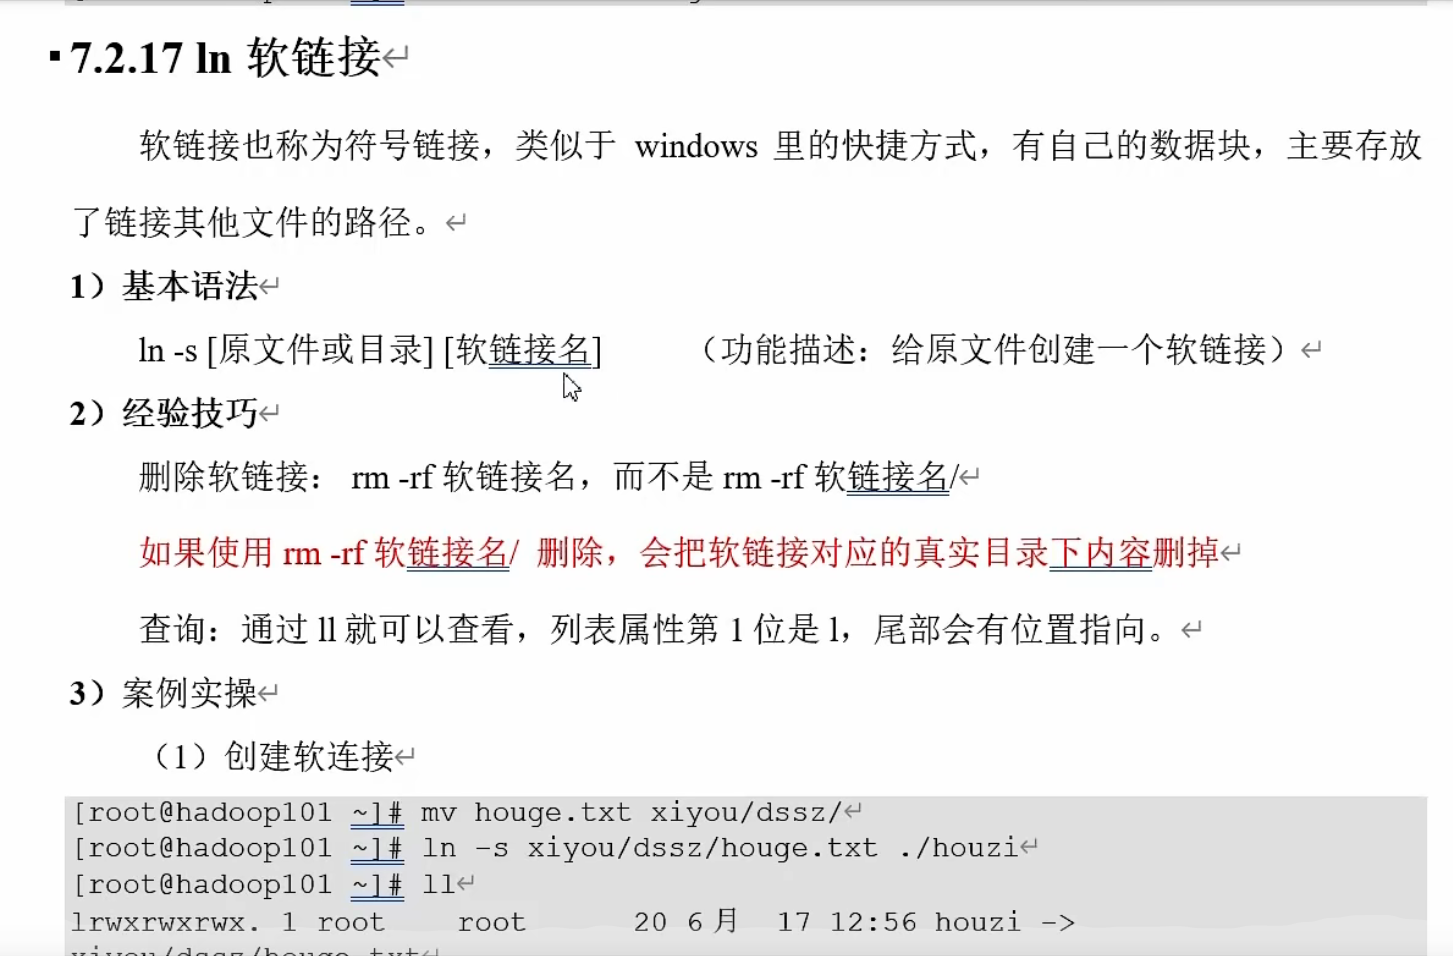 7.2.17 ln 软链接
软链接也称为符号链接，类似于 windows 里的快捷方式，有自己的数据块，主要存放
了链接其他文件的路径。
1）基本语法
ln -s [原文件或目录] [软链接名] （功能描述：给原文件创建一个软链接）
2）经验技巧
删除软链接： rm -rf 软链接名，而不是 rm -rf 软链接名/
如果使用 rm -rf 软链接名/ 删除，会把软链接对应的真实目录下内容删掉
查询：通过 ll 就可以查看，列表属性第 1 位是 l，尾部会有位置指向。
3）案例实操
（1）创建软连接
[root@hadoop101 ~]# mv houge.txt xiyou/dssz/
[root@hadoop101 ~]# ln -s xiyou/dssz/houge.txt ./houzi
[root@hadoop101 ~]# ll
lrwxrwxrwx. 1 root root 20 6月 17 12:56 houzi ->
xiyou/dssz/houge.txt